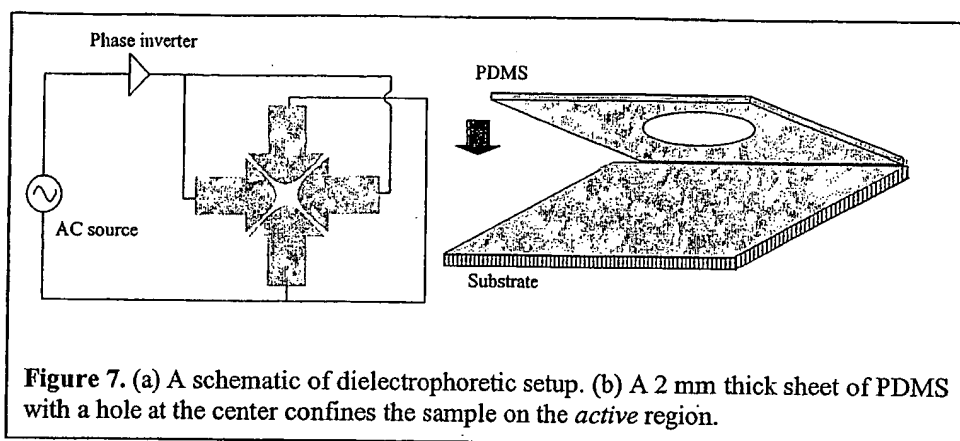 Phase inverter
PDMS
AC source
Substrate
Figure 7. (a) A schematic of dielectrophoretic setup. (b) A 2 mm thick sheet of PDMS
with a hole at the center confines the sample on the active region.